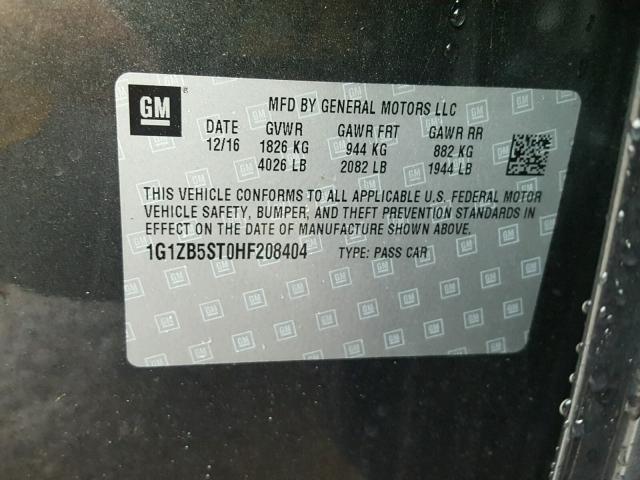 GM ®
MFD BY GENERAL MOTORS LLC
DATE GVWR GAWR FRT GAWR RR
12/16 1826 KG 944 KG 882 KG
4026 LB 2082 LB 1944 LB
THIS VEHICLE CONFORMS TO ALL APPLICABLE U.S. FEDERAL MOTOR
VEHICLE SAFETY, BUMPER, AND THEFT PREVENTION STANDARDS IN
EFFECT ON THE DATE OF MANUFACTURE SHOWN ABOVE.
1G1ZB5ST0HF208404 TYPE: PASS CAR